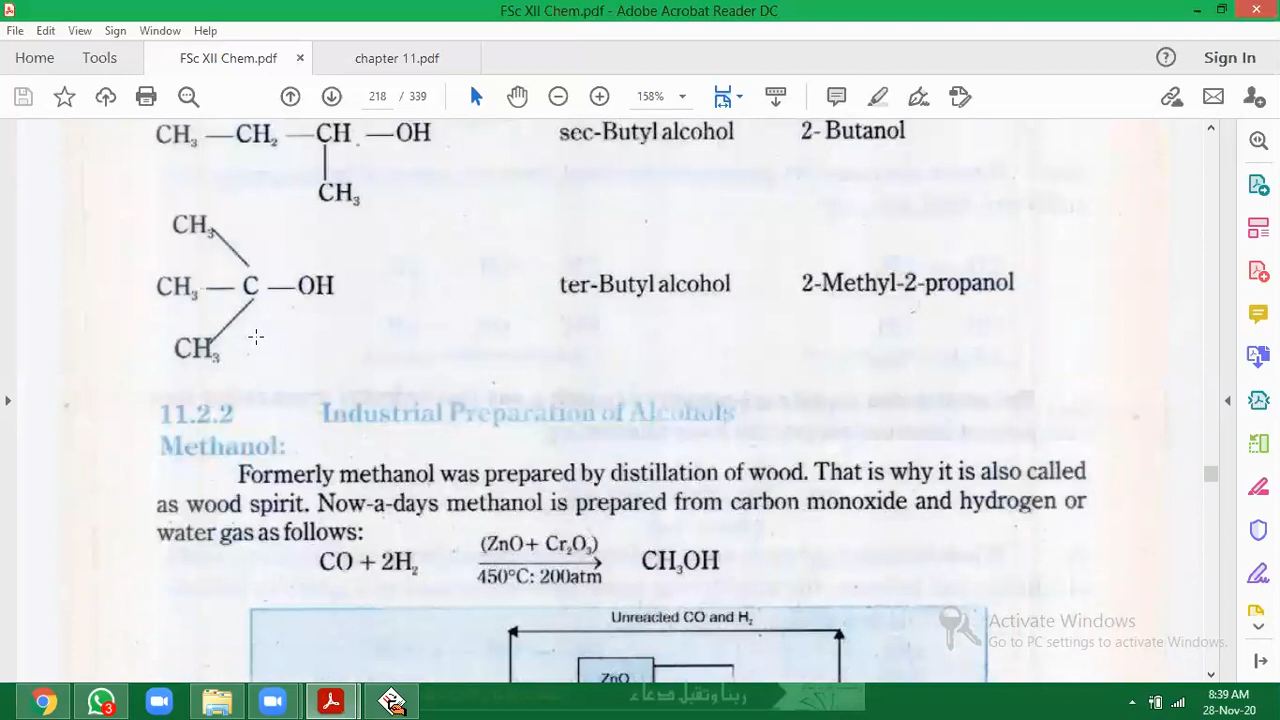 FSc XII Chem.pdf - Adobe Acrobat Reader DC
File Edit View Sign Window Help
Home Tools FSc XII Chem.pdf × chapter 11.pdf Sign In
218 / 339 158%
CH₃ —CH₂ —CH —OH sec-Butyl alcohol 2- Butanol
CH₃
CH₃
CH₃ — C —OH ter-Butyl alcohol 2-Methyl-2-propanol
CH₃
11.2.2 Industrial Preparation of Alcohols
Methanol:
Formerly methanol was prepared by distillation of wood. That is why it is also called
as wood spirit. Now-a-days methanol is prepared from carbon monoxide and hydrogen or
water gas as follows:
(ZnO+ Cr₂O₃)
CO + 2H₂ CH₃OH
450°C: 200atm
Unreacted CO and H₂
ZnO
Activate Windows
Go to PC settings to activate Windows.
ربنا وتقبل دعاء
3
8:39 AM
28-Nov-20